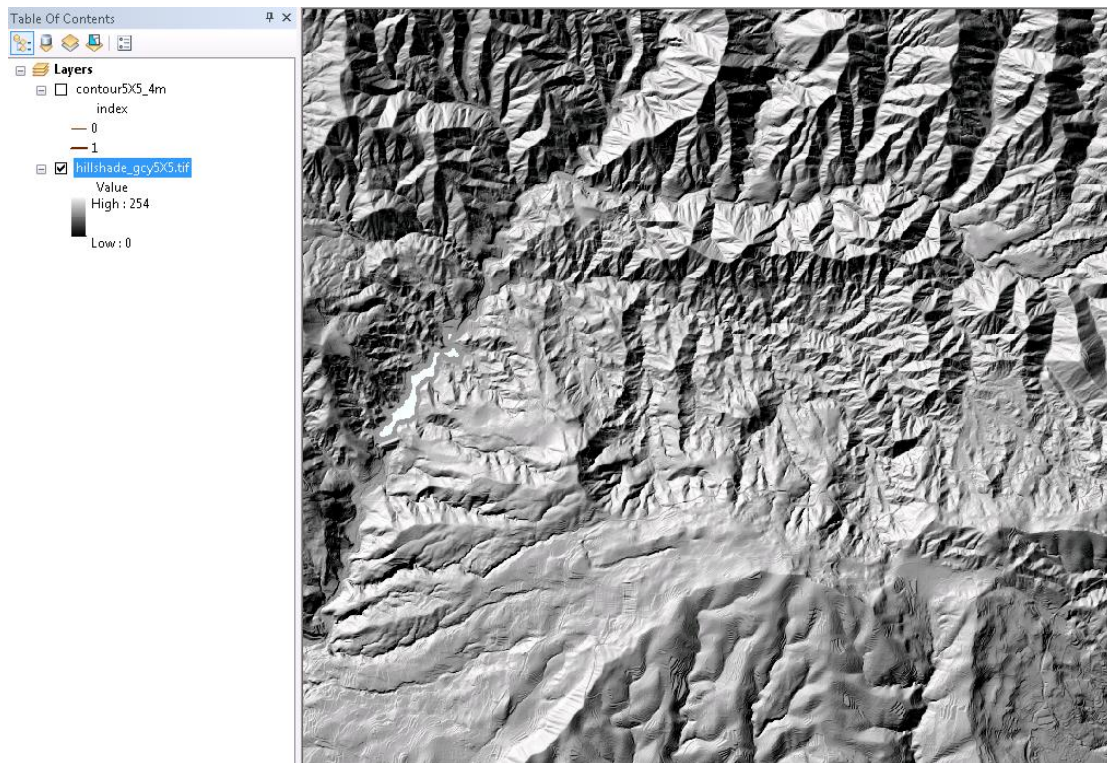 Table Of Contents
Layers
contour5X5_4m
index
0
1
hillshade_gcy5X5.tif
Value
High : 254
Low : 0